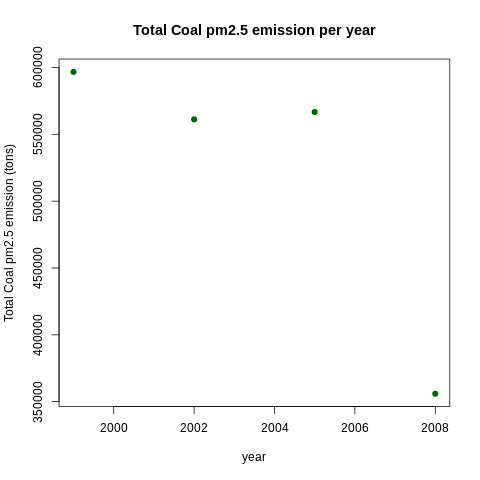 Total Coal pm2.5 emission per year
Total Coal pm2.5 emission (tons)
600000
550000
500000
450000
400000
350000
2000 2002 2004 2006 2008
year